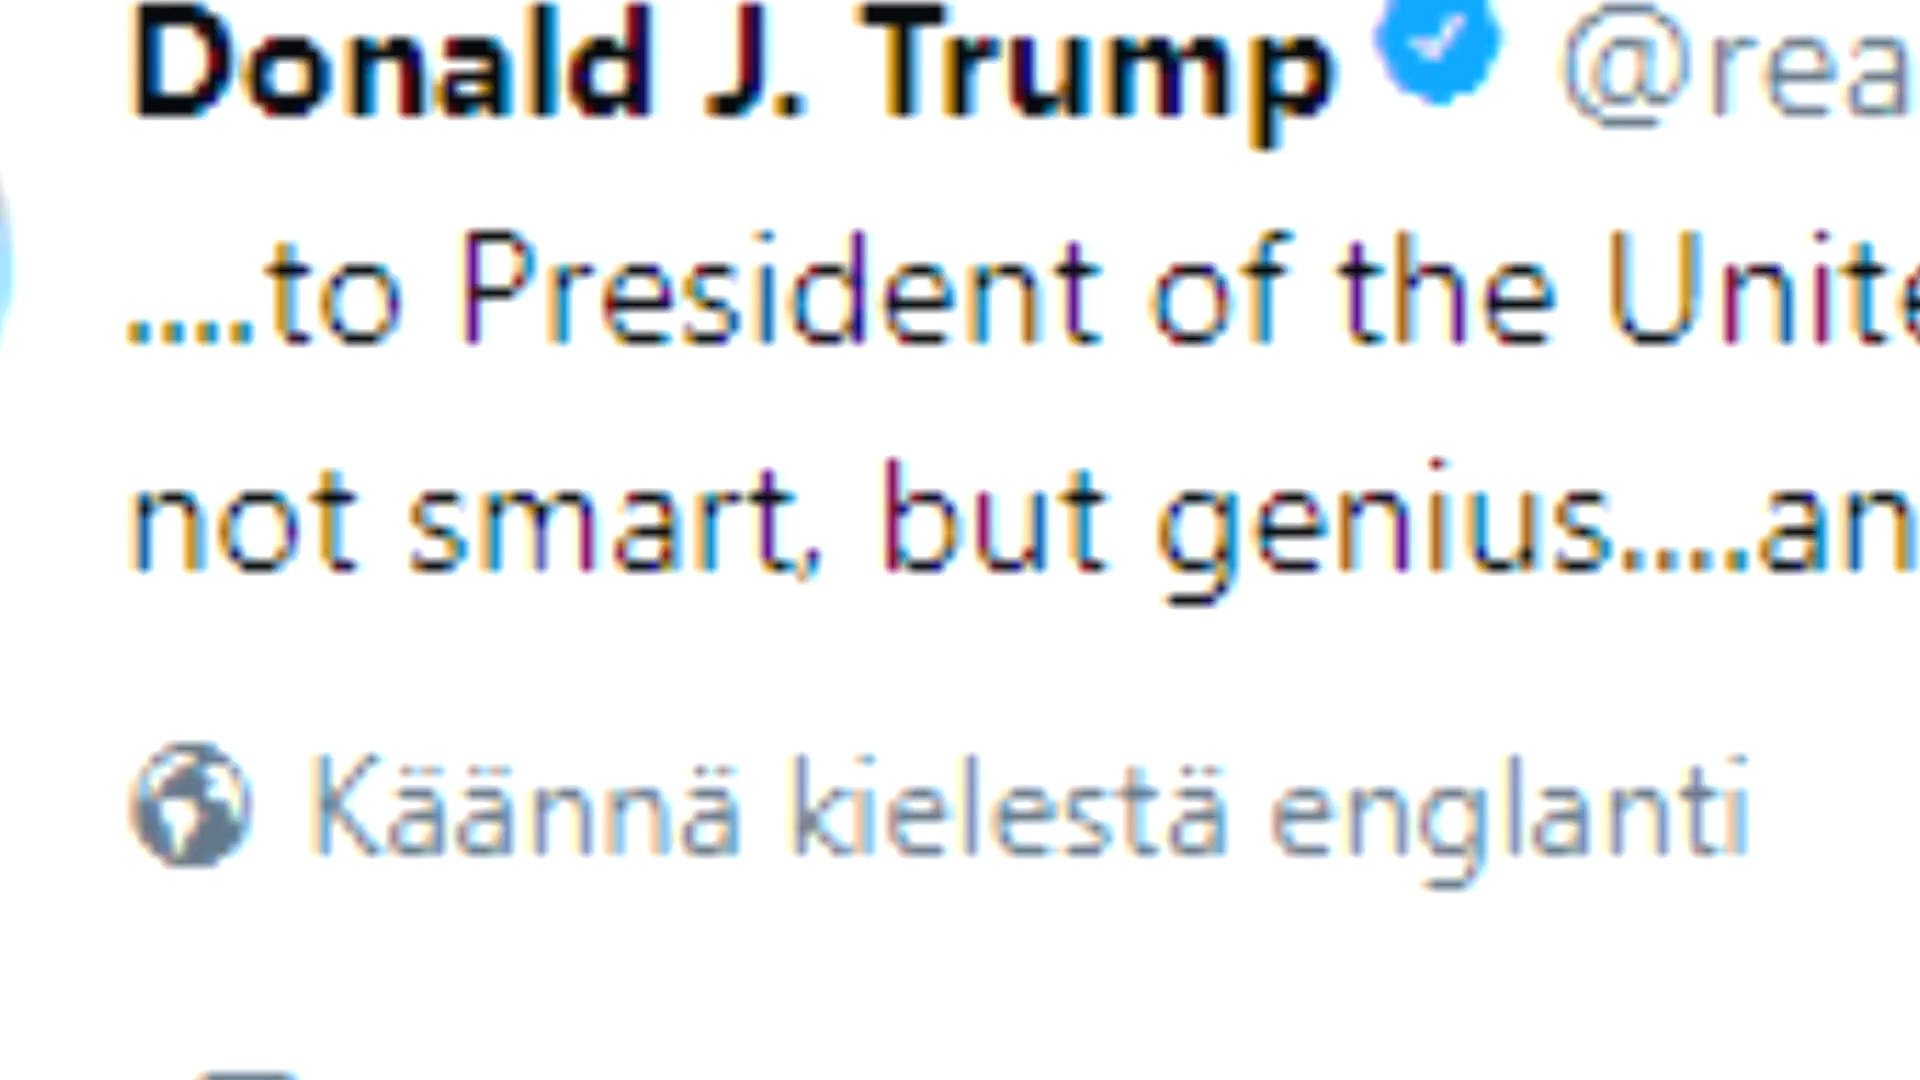 Donald J. Trump @rea
....to President of the Unite
not smart, but genius....an
Käännä kielestä englanti